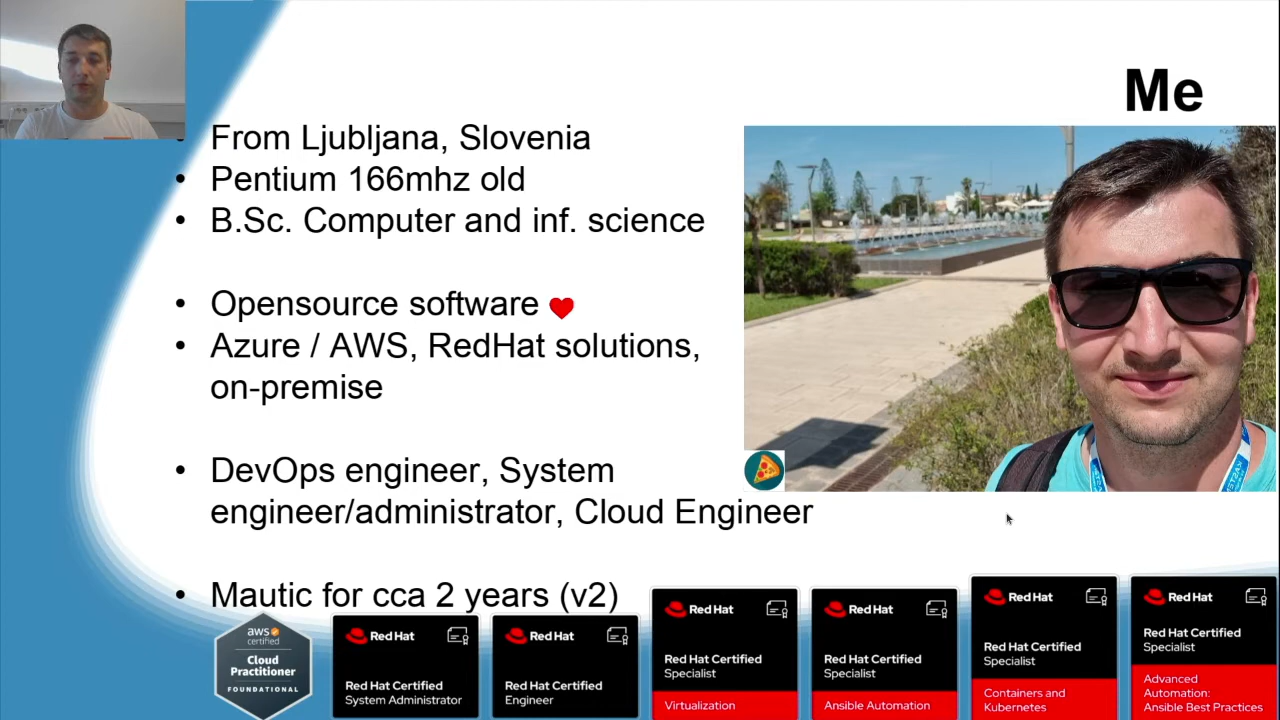 Me
From Ljubljana, Slovenia
Pentium 166mhz old
B.Sc. Computer and inf. science
Opensource software
Azure / AWS, RedHat solutions,
on-premise
DevOps engineer, System
engineer/administrator, Cloud Engineer
Mautic for cca 2 years (v2)
aws
certified
Cloud
Practitioner
FOUNDATIONAL
Red Hat
Red Hat Certified
System Administrator
Red Hat
Red Hat Certified
Engineer
Red Hat
Red Hat Certified
Specialist
Virtualization
Red Hat
Red Hat Certified
Specialist
Ansible Automation
Red Hat
Red Hat Certified
Specialist
Containers and
Kubernetes
Red Hat
Red Hat Certified
Specialist
Advanced
Automation:
Ansible Best Practices